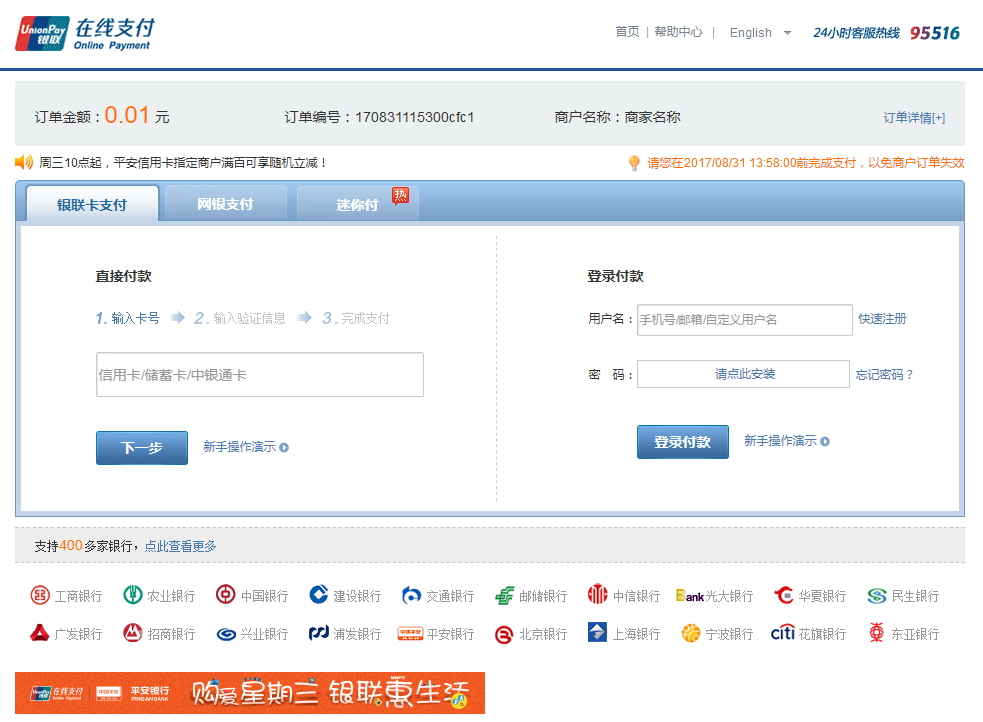 UnionPay 银联 在线支付 Online Payment
首页 | 帮助中心 | English 24小时客服热线 95516
订单金额：0.01 元 订单编号：170831115300cfc1 商户名称：商家名称 订单详情[+]
周三10点起，平安信用卡指定商户满百可享随机立减！ 请您在2017/08/31 13:58:00前完成支付，以免商户订单失效
银联卡支付 网银支付 迷你付 热
直接付款
1. 输入卡号 2. 输入验证信息 3. 完成支付
信用卡/储蓄卡/中银通卡
下一步 新手操作演示
登录付款
用户名： 手机号/邮箱/自定义用户名 快速注册
密 码： 请点此安装 忘记密码？
登录付款 新手操作演示
支持400多家银行，点此查看更多
工商银行 农业银行 中国银行 建设银行 交通银行 邮储银行 中信银行 Bank 光大银行 华夏银行 民生银行
广发银行 招商银行 兴业银行 浦发银行 平安银行 北京银行 上海银行 宁波银行 citi 花旗银行 东亚银行
在线支付 Online Payment 中国平安 平安银行 PINGAN BANK 购爱星期三 银联惠生活